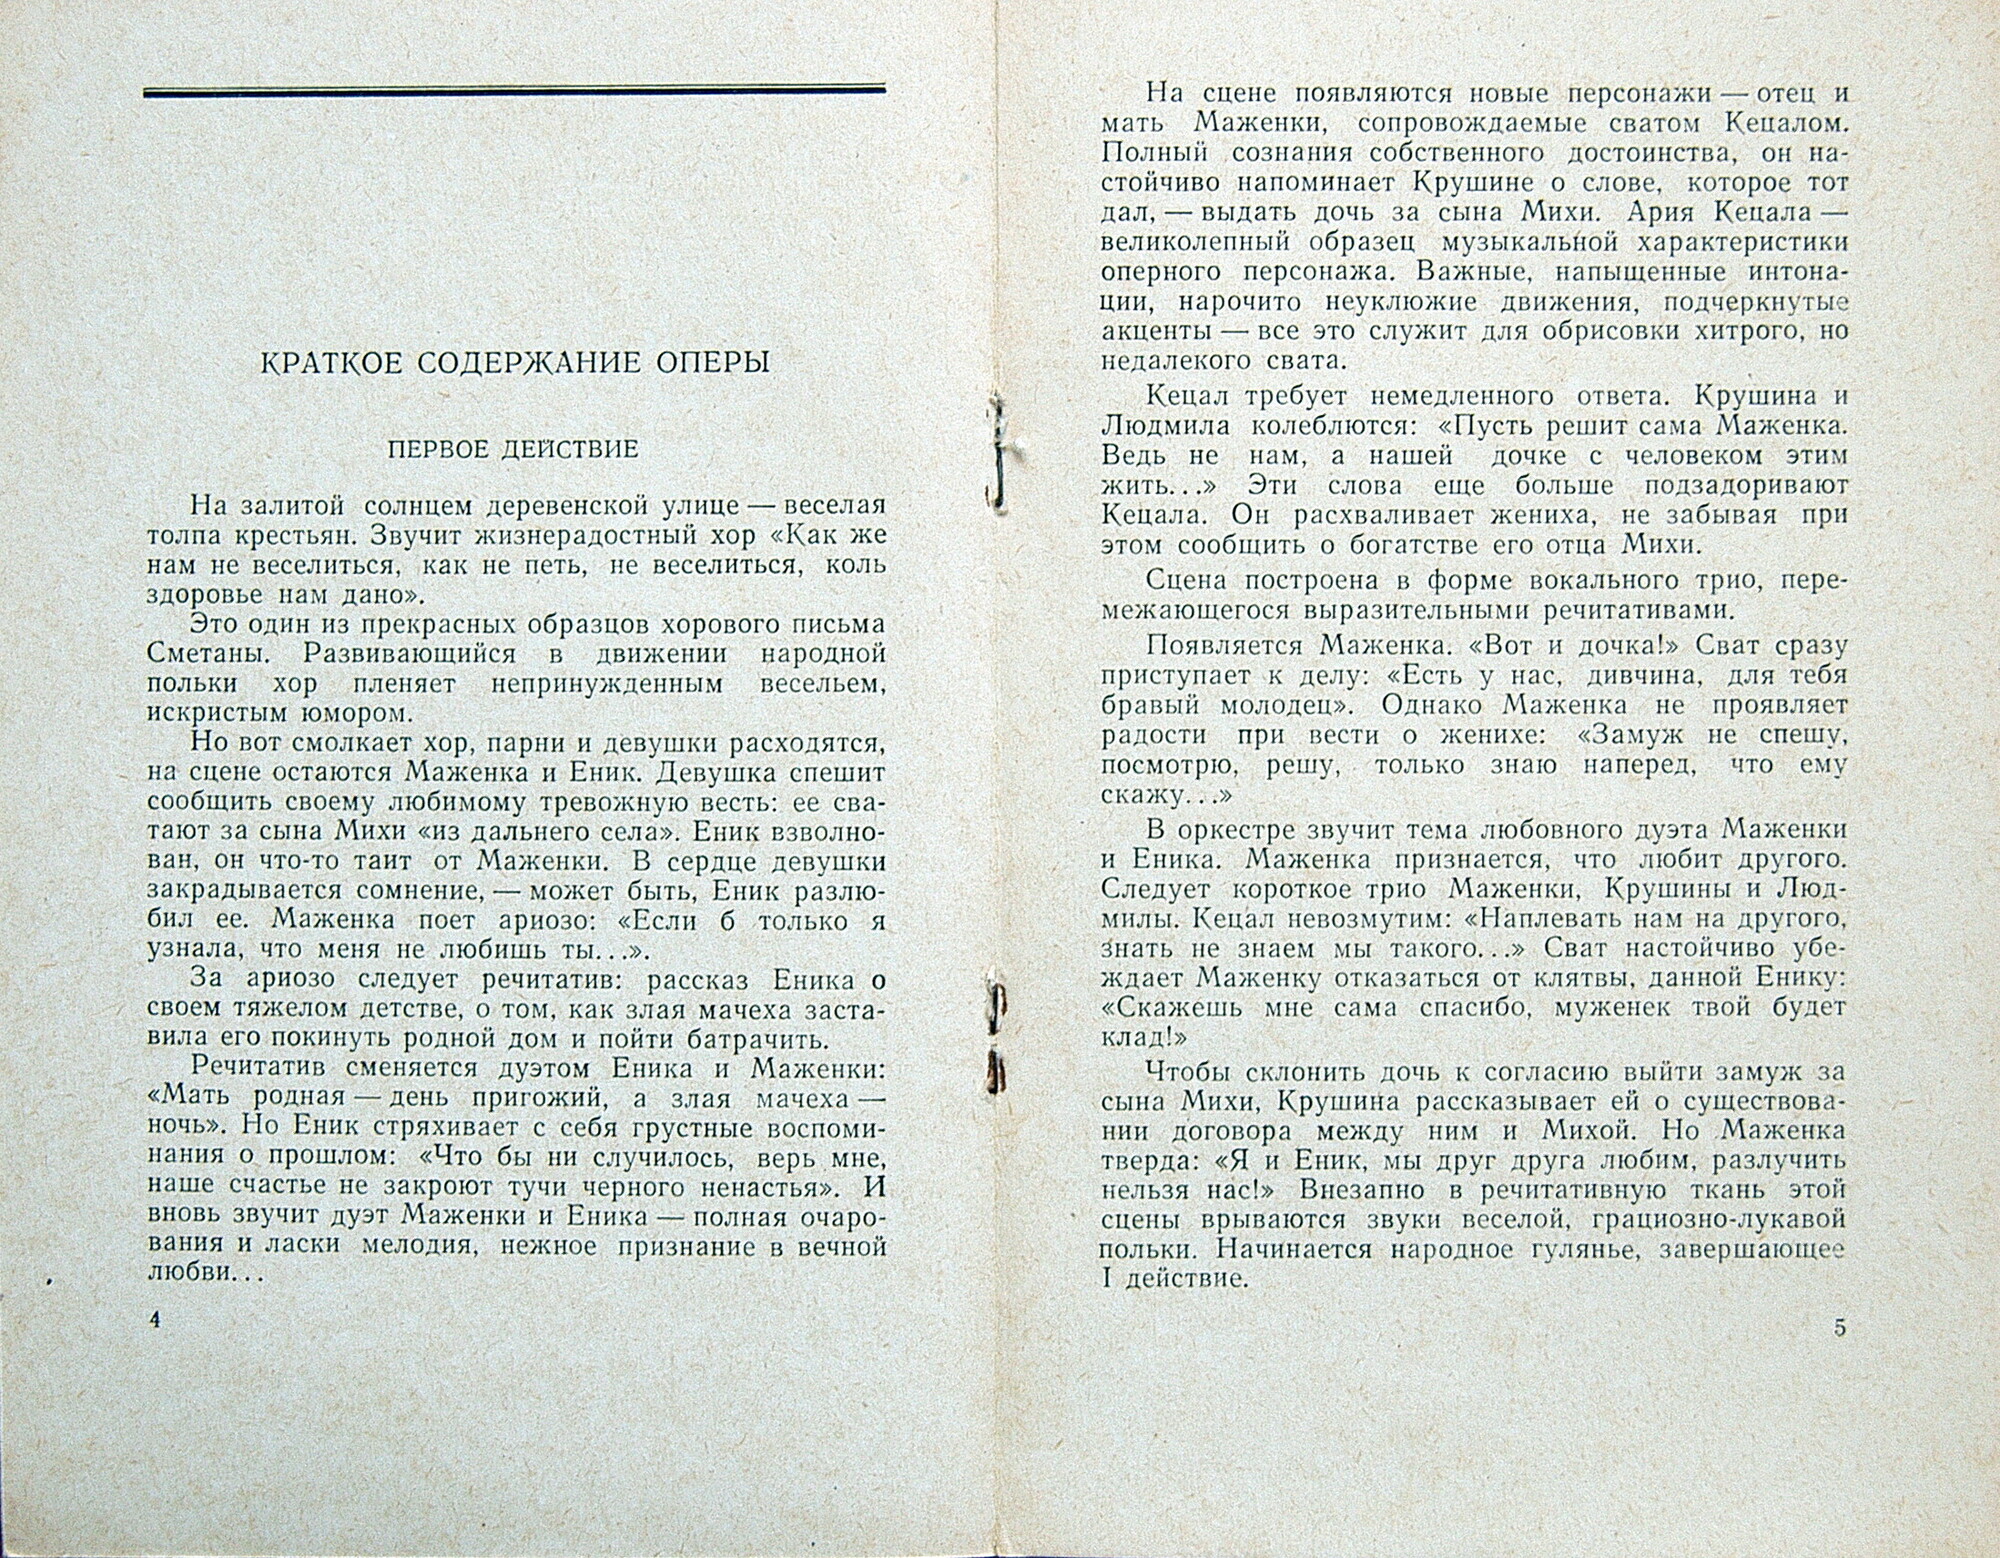 КРАТКОЕ СОДЕРЖАНИЕ ОПЕРЫ
ПЕРВОЕ ДЕЙСТВИЕ
На залитой солнцем деревенской улице — веселая
толпа крестьян. Звучит жизнерадостный хор «Как же
нам не веселиться, как не петь, не веселиться, коль
здоровье нам дано».
Это один из прекрасных образцов хорового письма
Сметаны. Развивающийся в движении народной
польки хор пленяет непринужденным весельем,
искристым юмором.
Но вот смолкает хор, парни и девушки расходятся,
на сцене остаются Маженка и Еник. Девушка спешит
сообщить своему любимому тревожную весть: ее сва-
тают за сына Михи «из дальнего села». Еник взволно-
ван, он что-то таит от Маженки. В сердце девушки
закрадывается сомнение, — может быть, Еник разлю-
бил ее. Маженка поет ариозо: «Если б только я
узнала, что меня не любишь ты...».
За ариозо следует речитатив: рассказ Еника о
своем тяжелом детстве, о том, как злая мачеха заста-
вила его покинуть родной дом и пойти батрачить.
Речитатив сменяется дуэтом Еника и Маженки:
«Мать родная — день пригожий, а злая мачеха —
ночь». Но Еник стряхивает с себя грустные воспоми-
нания о прошлом: «Что бы ни случилось, верь мне,
наше счастье не закроют тучи черного ненастья». И
вновь звучит дуэт Маженки и Еника — полная очаро-
вания и ласки мелодия, нежное признание в вечной
любви...
4
На сцене появляются новые персонажи — отец и
мать Маженки, сопровождаемые сватом Кецалом.
Полный сознания собственного достоинства, он на-
стойчиво напоминает Крушине о слове, которое тот
дал, — выдать дочь за сына Михи. Ария Кецала —
великолепный образец музыкальной характеристики
оперного персонажа. Важные, напыщенные интона-
ции, нарочито неуклюжие движения, подчеркнутые
акценты — все это служит для обрисовки хитрого, но
недалекого свата.
Кецал требует немедленного ответа. Крушина и
Людмила колеблются: «Пусть решит сама Маженка.
Ведь не нам, а нашей дочке с человеком этим
жить...» Эти слова еще больше подзадоривают
Кецала. Он расхваливает жениха, не забывая при
этом сообщить о богатстве его отца Михи.
Сцена построена в форме вокального трио, пере-
межающегося выразительными речитативами.
Появляется Маженка. «Вот и дочка!» Сват сразу
приступает к делу: «Есть у нас, дивчина, для тебя
бравый молодец». Однако Маженка не проявляет
радости при вести о женихе: «Замуж не спешу,
посмотрю, решу, только знаю наперед, что ему
скажу...»
В оркестре звучит тема любовного дуэта Маженки
и Еника. Маженка признается, что любит другого.
Следует короткое трио Маженки, Крушины и Люд-
милы. Кецал невозмутим: «Наплевать нам на другого,
знать не знаем мы такого...» Сват настойчиво убе-
ждает Маженку отказаться от клятвы, данной Енику:
«Скажешь мне сама спасибо, муженек твой будет
клад!»
Чтобы склонить дочь к согласию выйти замуж за
сына Михи, Крушина рассказывает ей о существова-
нии договора между ним и Михой. Но Маженка
тверда: «Я и Еник, мы друг друга любим, разлучить
нельзя нас!» Внезапно в речитативную ткань этой
сцены врываются звуки веселой, грациозно-лукавой
польки. Начинается народное гулянье, завершающее
I действие.
5